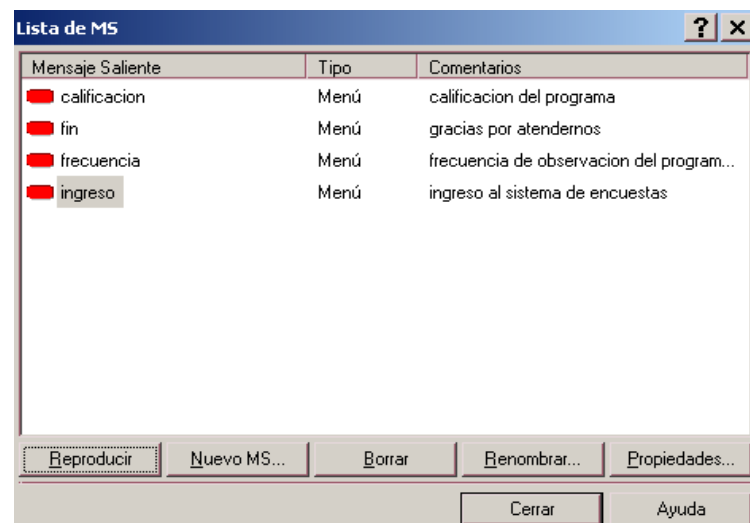 Lista de MS
Mensaje Saliente Tipo Comentarios
calificacion Menú calificacion del programa
fin Menú gracias por atendernos
frecuencia Menú frecuencia de observacion del program...
ingreso Menú ingreso al sistema de encuestas
Reproducir Nuevo MS... Borrar Renombrar... Propiedades...
Cerrar Ayuda